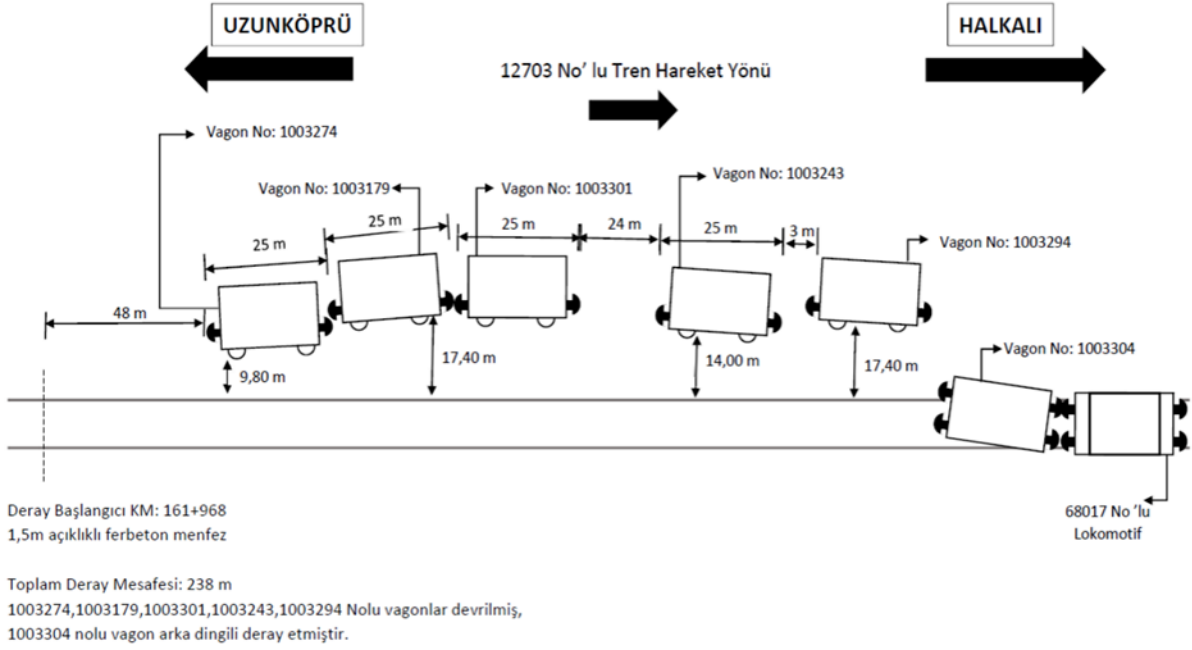 UZUNKÖPRÜ
HALKALI
12703 No' lu Tren Hareket Yönü
Vagon No: 1003274
Vagon No: 1003179
Vagon No: 1003301
Vagon No: 1003243
Vagon No: 1003294
25 m
25 m
25 m
24 m
25 m
3 m
48 m
9,80 m
17,40 m
14,00 m
17,40 m
Vagon No: 1003304
68017 No 'lu
Lokomotif
Deray Başlangıcı KM: 161+968
1,5m açıklıklı ferbeton menfez
Toplam Deray Mesafesi: 238 m
1003274,1003179,1003301,1003243,1003294 Nolu vagonlar devrilmiş,
1003304 nolu vagon arka dingili deray etmiştir.